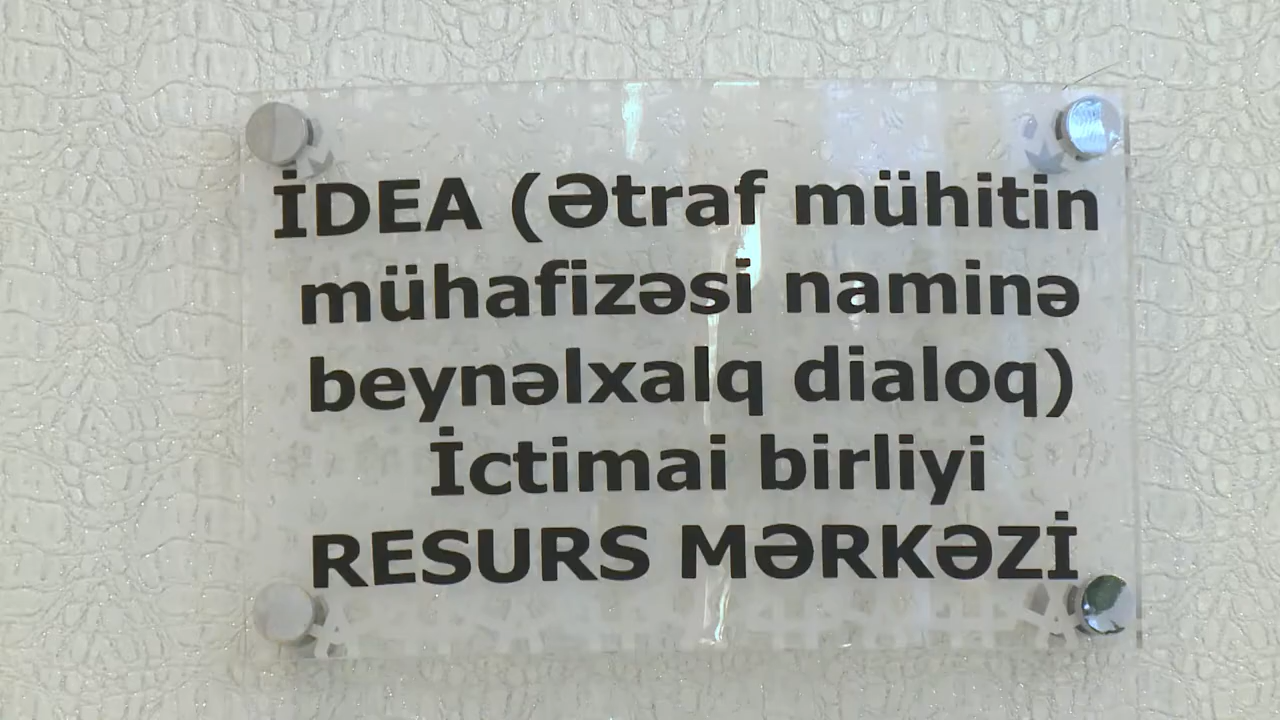 İDEA (Ətraf mühitin
mühafizəsi naminə
beynəlxalq dialoq)
İctimai birliyi
RESURS MƏRKƏZİ